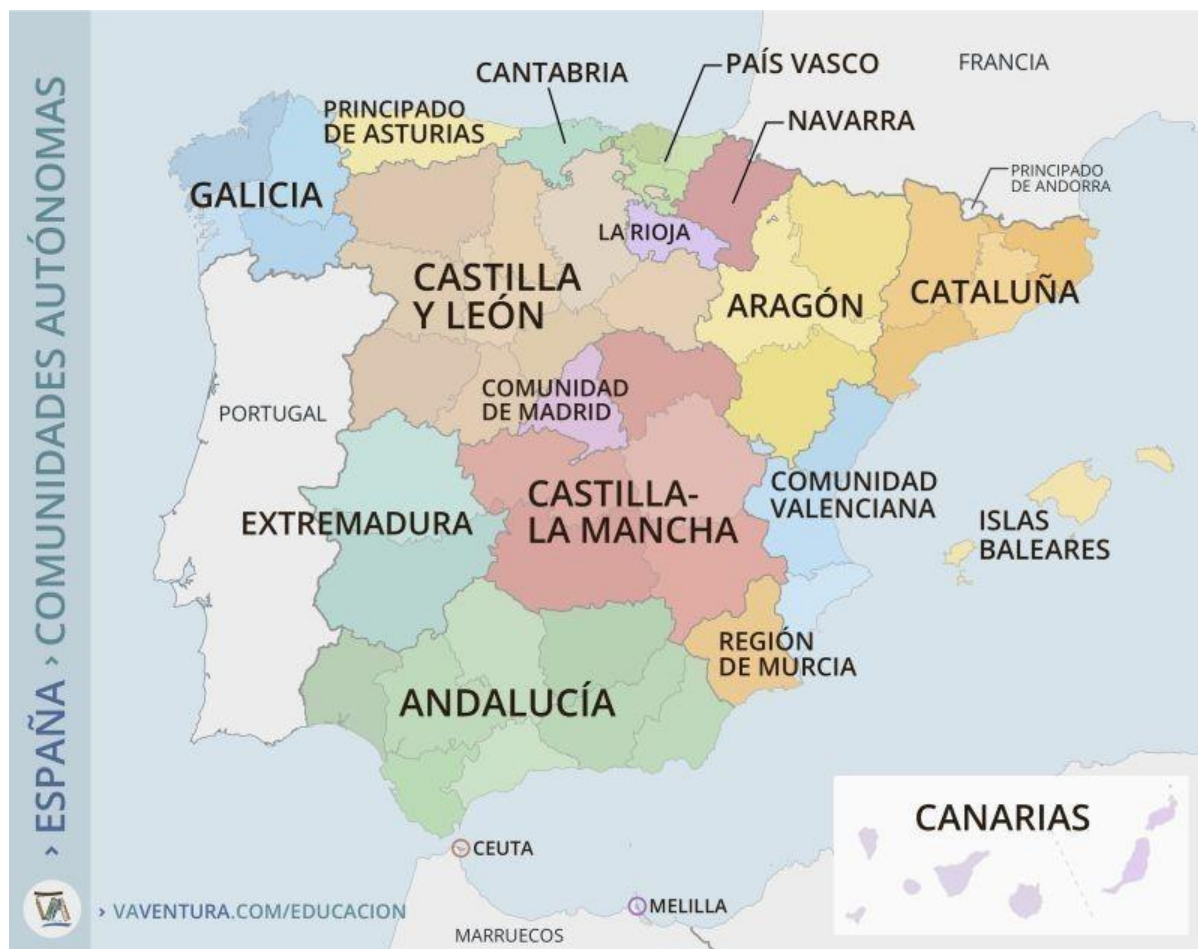 > ESPAÑA > COMUNIDADES AUTÓNOMAS
CANTABRIA
PAÍS VASCO
FRANCIA
PRINCIPADO
DE ASTURIAS
NAVARRA
PRINCIPADO
DE ANDORRA
GALICIA
LA RIOJA
CASTILLA
Y LEÓN
ARAGÓN
CATALUÑA
COMUNIDAD
DE MADRID
PORTUGAL
EXTREMADURA
CASTILLA-
LA MANCHA
COMUNIDAD
VALENCIANA
ISLAS
BALEARES
REGIÓN
DE MURCIA
ANDALUCÍA
CANARIAS
CEUTA
MELILLA
> VAVENTURA.COM/EDUCACION
MARRUECOS